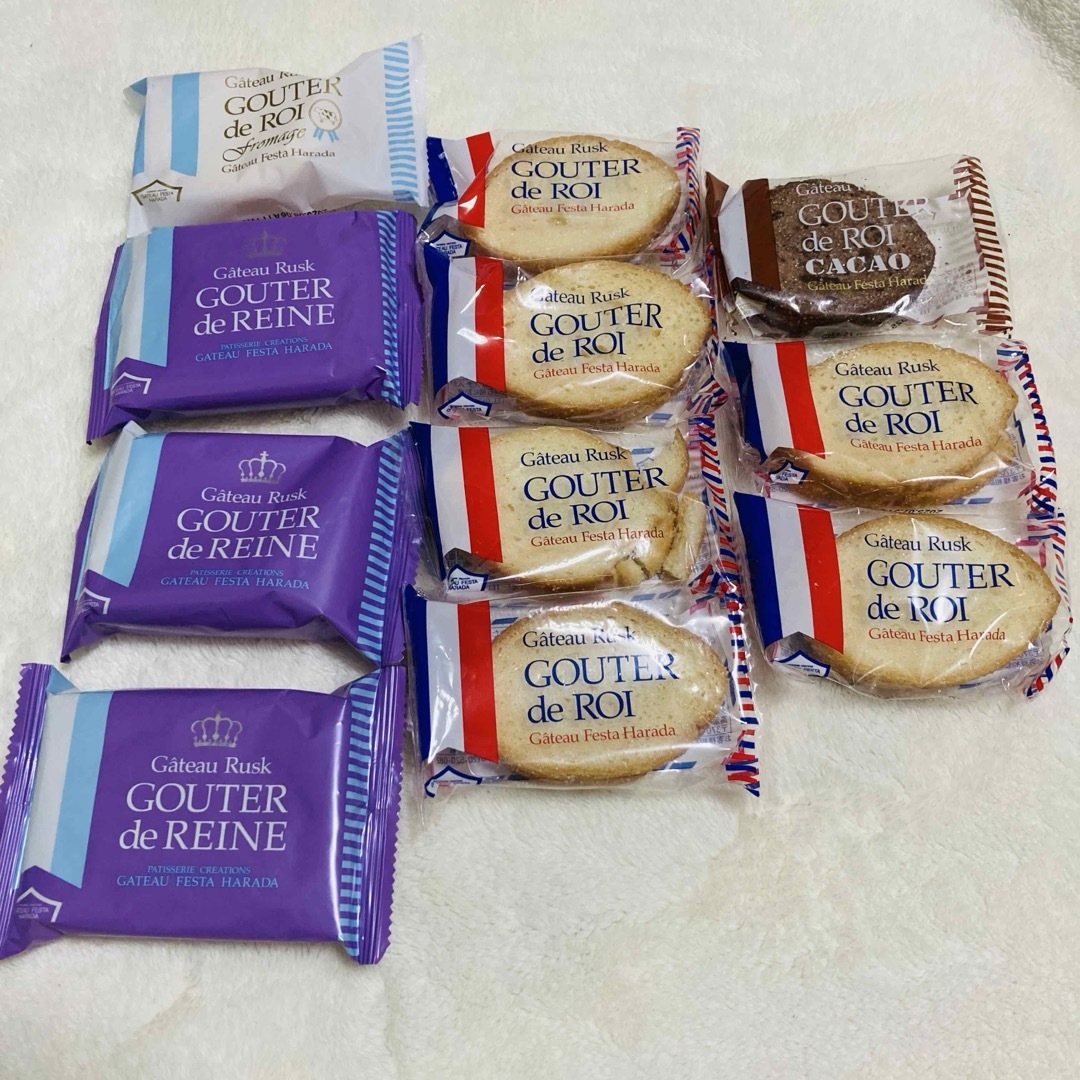 GOUTER
de ROI
Fromage
Gâteau Festa Harada
GATEAU FESTA
HARADA
Gâteau Rusk
GOUTER
de REINE
PATISSERIE CREATIONS
GATEAU FESTA HARADA
Gâteau Rusk
GOUTER
de REINE
PATISSERIE CREATIONS
GATEAU FESTA HARADA
Gâteau Rusk
GOUTER
de REINE
PATISSERIE CREATIONS
GATEAU FESTA HARADA
Gâteau Rusk
GOUTER
de ROI
Gâteau Festa Harada
Gâteau Rusk
GOUTER
de ROI
Gâteau Festa Harada
Gâteau Rusk
GOUTER
de ROI
Gâteau Festa Harada
Gâteau Rusk
GOUTER
de ROI
Gâteau Festa Harada
Gâteau
GOUTER
de ROI
CACAO
Gâteau Festa Harada
Gâteau Rusk
GOUTER
de ROI
Gâteau Festa Harada
Gâteau Rusk
GOUTER
de ROI
Gâteau Festa Harada